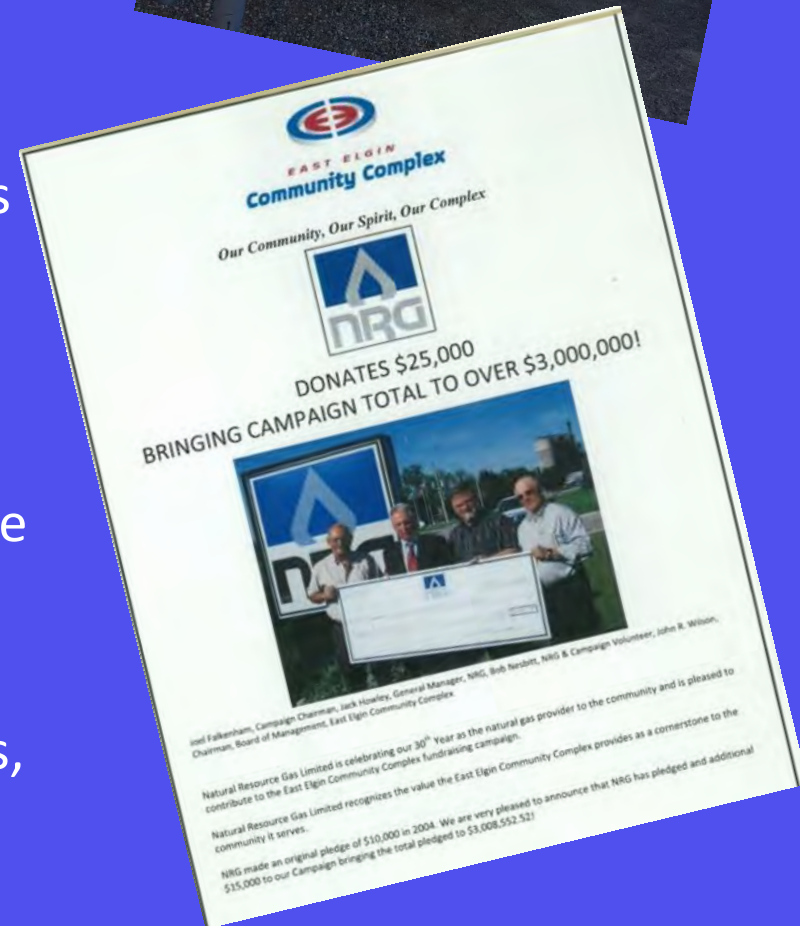 s
e
s,
EAST ELGIN
Community Complex
Our Community, Our Spirit, Our Complex
NRG
DONATES $25,000
BRINGING CAMPAIGN TOTAL TO OVER $3,000,000!
NRG
Joel Falkenham, Campaign Chairman, Jack Howley, General Manager, NRG, Bob Nesbitt, NRG & Campaign Volunteer, John R. Wilson,
Chairman, Board of Management, East Elgin Community Complex
Natural Resource Gas Limited is celebrating our 30th Year as the natural gas provider to the community and is pleased to
contribute to the East Elgin Community Complex fundraising campaign.
Natural Resource Gas Limited recognizes the value the East Elgin Community Complex provides as a cornerstone to the
community it serves.
NRG made an original pledge of $10,000 in 2004. We are very pleased to announce that NRG has pledged and additional
$15,000 to our Campaign bringing the total pledged to $3,008,552.52!